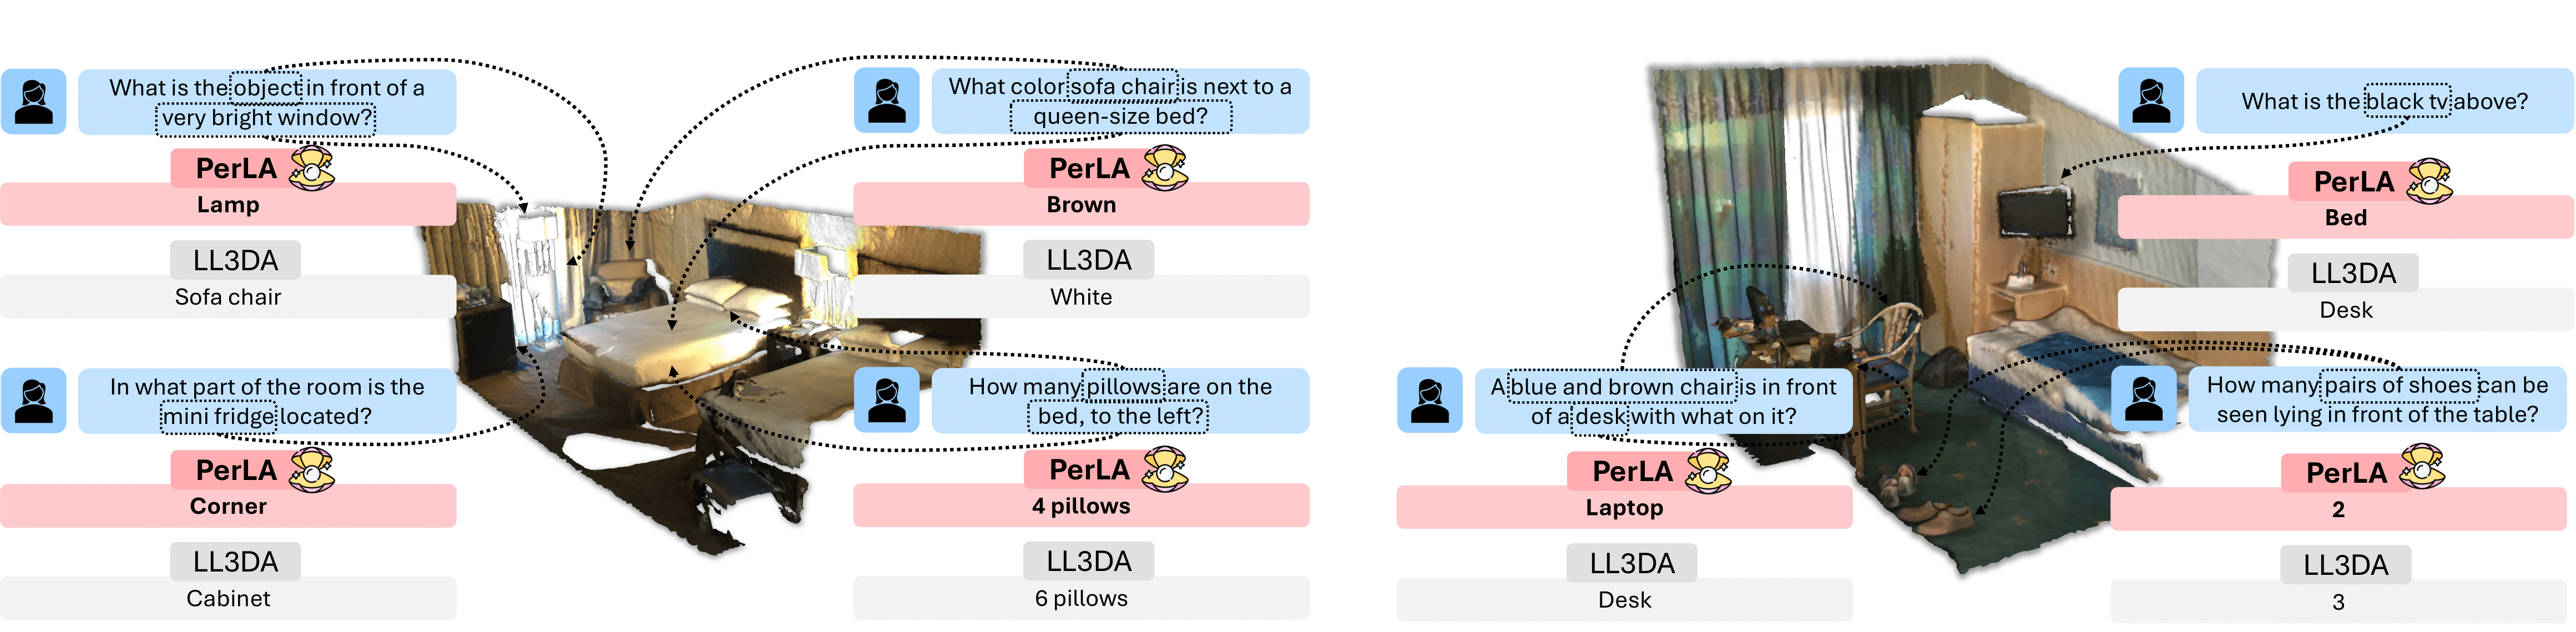 What is the object in front of a
very bright window?
PerLA
Lamp
LL3DA
Sofa chair
In what part of the room is the
mini fridge located?
PerLA
Corner
LL3DA
Cabinet
What color sofa chair is next to a
queen-size bed?
PerLA
Brown
LL3DA
White
How many pillows are on the
bed, to the left?
PerLA
4 pillows
LL3DA
6 pillows
A blue and brown chair is in front
of a desk with what on it?
PerLA
Laptop
LL3DA
Desk
What is the black tv above?
PerLA
Bed
LL3DA
Desk
How many pairs of shoes can be
seen lying in front of the table?
PerLA
2
LL3DA
3